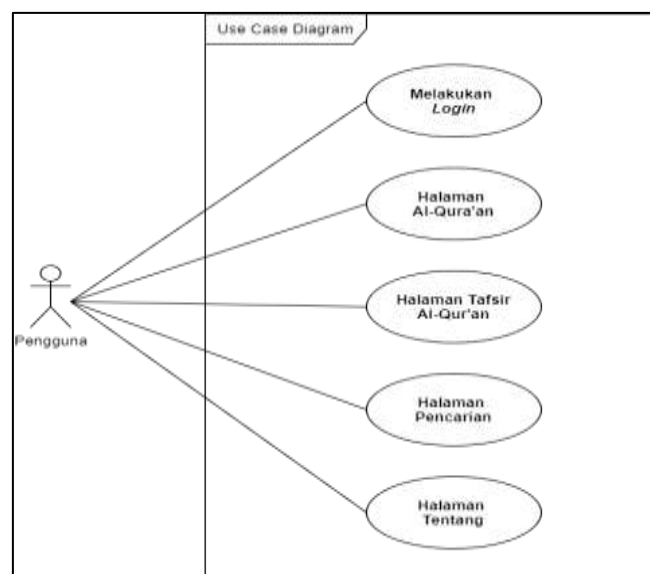 Use Case Diagram
Melakukan
Login
Halaman
Al-Qura'an
Halaman Tafsir
Al-Qur'an
Pengguna
Halaman
Pencarian
Halaman
Tentang